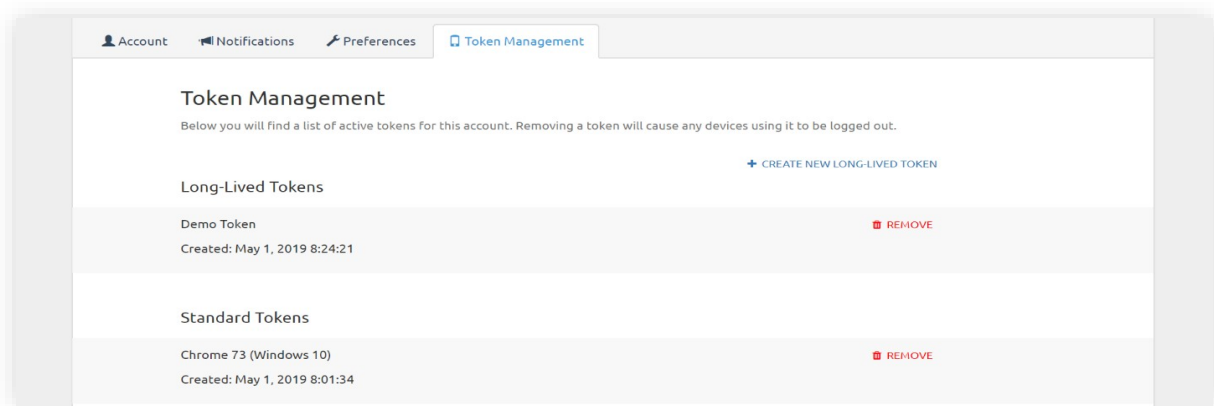 Account Notifications Preferences Token Management
Token Management
Below you will find a list of active tokens for this account. Removing a token will cause any devices using it to be logged out.
+ CREATE NEW LONG-LIVED TOKEN
Long-Lived Tokens
Demo Token REMOVE
Created: May 1, 2019 8:24:21
Standard Tokens
Chrome 73 (Windows 10) REMOVE
Created: May 1, 2019 8:01:34